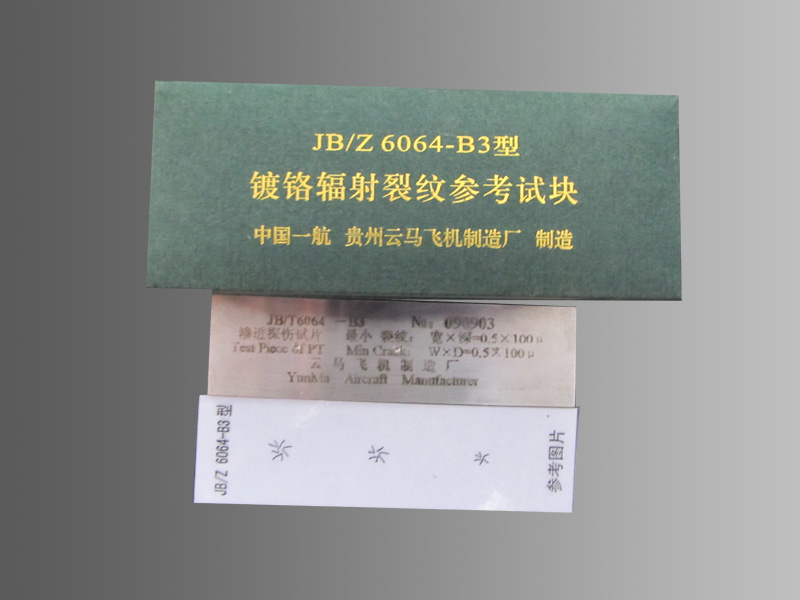 JB/Z 6064-B3型
镀铬辐射裂纹参考试块
中国一航 贵州云马飞机制造厂 制造
JB/T6064 -B3 №: 090903
渗透探伤试片 最小 裂纹: 宽×深=0.5×100μ
Test Piece of PT Min Crack: W×D=0.5×100μ
云马飞机制造厂
YunMa Aircraft Manufacturer
JB/Z 6064-B3型
参考图片